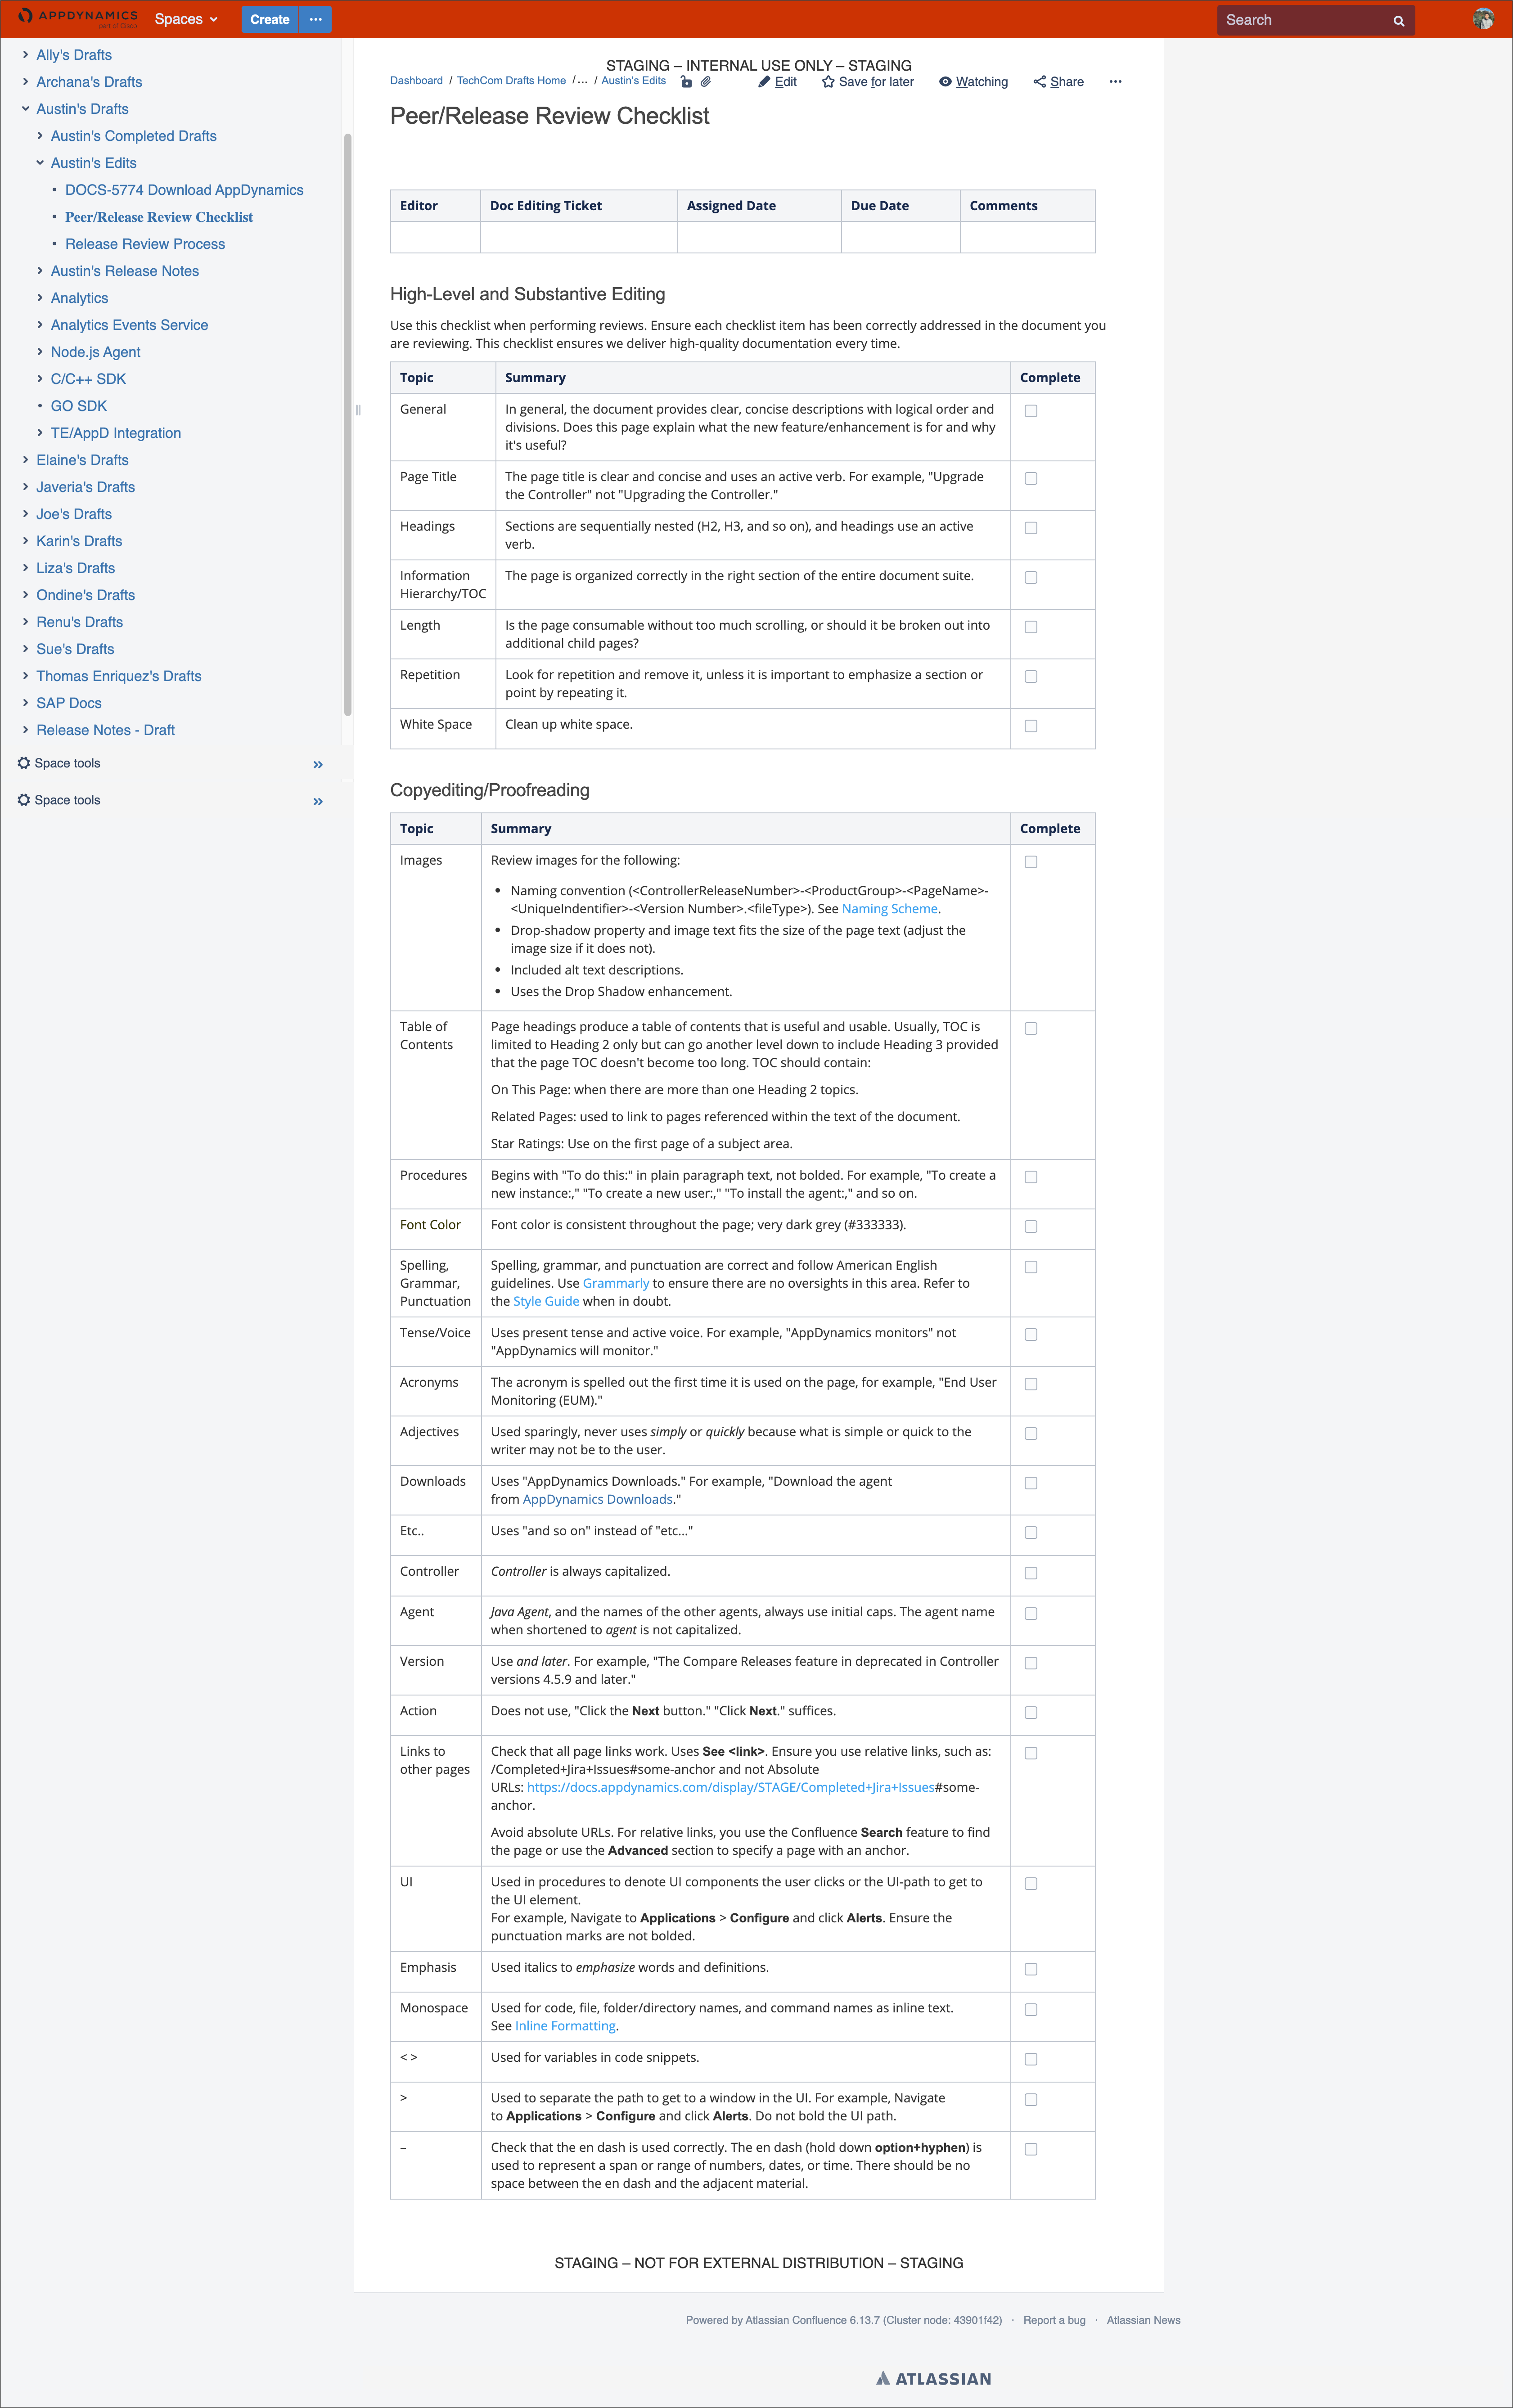 APPDYNAMICS
part of Cisco
Spaces
Create
Search
Ally's Drafts
Archana's Drafts
Austin's Drafts
Austin's Completed Drafts
Austin's Edits
DOCS-5774 Download AppDynamics
Peer/Release Review Checklist
Release Review Process
Austin's Release Notes
Analytics
Analytics Events Service
Node.js Agent
C/C++ SDK
GO SDK
TE/AppD Integration
Elaine's Drafts
Javeria's Drafts
Joe's Drafts
Karin's Drafts
Liza's Drafts
Ondine's Drafts
Renu's Drafts
Sue's Drafts
Thomas Enriquez's Drafts
SAP Docs
Release Notes - Draft
Space tools
Space tools
STAGING – INTERNAL USE ONLY – STAGING
Dashboard / TechCom Drafts Home /... / Austin's Edits Edit Save for later Watching Share ...
Peer/Release Review Checklist
Editor Doc Editing Ticket Assigned Date Due Date Comments
High-Level and Substantive Editing
Use this checklist when performing reviews. Ensure each checklist item has been correctly addressed in the document you
are reviewing. This checklist ensures we deliver high-quality documentation every time.
Topic Summary Complete
General In general, the document provides clear, concise descriptions with logical order and
divisions. Does this page explain what the new feature/enhancement is for and why
it's useful?
Page Title The page title is clear and concise and uses an active verb. For example, "Upgrade
the Controller" not "Upgrading the Controller."
Headings Sections are sequentially nested (H2, H3, and so on), and headings use an active
verb.
Information The page is organized correctly in the right section of the entire document suite.
Hierarchy/TOC
Length Is the page consumable without too much scrolling, or should it be broken out into
additional child pages?
Repetition Look for repetition and remove it, unless it is important to emphasize a section or
point by repeating it.
White Space Clean up white space.
Copyediting/Proofreading
Topic Summary Complete
Images Review images for the following:
• Naming convention (<ControllerReleaseNumber>-<ProductGroup>-<PageName>-
<UniqueIndentifier>-<Version Number>.<fileType>). See Naming Scheme.
• Drop-shadow property and image text fits the size of the page text (adjust the
image size if it does not).
• Included alt text descriptions.
• Uses the Drop Shadow enhancement.
Table of Page headings produce a table of contents that is useful and usable. Usually, TOC is
Contents limited to Heading 2 only but can go another level down to include Heading 3 provided
that the page TOC doesn't become too long. TOC should contain:
On This Page: when there are more than one Heading 2 topics.
Related Pages: used to link to pages referenced within the text of the document.
Star Ratings: Use on the first page of a subject area.
Procedures Begins with "To do this:" in plain paragraph text, not bolded. For example, "To create a
new instance:," "To create a new user:," "To install the agent:," and so on.
Font Color Font color is consistent throughout the page; very dark grey (#333333).
Spelling, Spelling, grammar, and punctuation are correct and follow American English
Grammar, guidelines. Use Grammarly to ensure there are no oversights in this area. Refer to
Punctuation the Style Guide when in doubt.
Tense/Voice Uses present tense and active voice. For example, "AppDynamics monitors" not
"AppDynamics will monitor."
Acronyms The acronym is spelled out the first time it is used on the page, for example, "End User
Monitoring (EUM)."
Adjectives Used sparingly, never uses simply or quickly because what is simple or quick to the
writer may not be to the user.
Downloads Uses "AppDynamics Downloads." For example, "Download the agent
from AppDynamics Downloads."
Etc.. Uses "and so on" instead of "etc..."
Controller Controller is always capitalized.
Agent Java Agent, and the names of the other agents, always use initial caps. The agent name
when shortened to agent is not capitalized.
Version Use and later. For example, "The Compare Releases feature in deprecated in Controller
versions 4.5.9 and later."
Action Does not use, "Click the Next button." "Click Next." suffices.
Links to Check that all page links work. Uses See <link>. Ensure you use relative links, such as:
other pages /Completed+Jira+Issues#some-anchor and not Absolute
URLs: https://docs.appdynamics.com/display/STAGE/Completed+Jira+Issues#some-
anchor.
Avoid absolute URLs. For relative links, you use the Confluence Search feature to find
the page or use the Advanced section to specify a page with an anchor.
UI Used in procedures to denote UI components the user clicks or the UI-path to get to
the UI element.
For example, Navigate to Applications > Configure and click Alerts. Ensure the
punctuation marks are not bolded.
Emphasis Used italics to emphasize words and definitions.
Monospace Used for code, file, folder/directory names, and command names as inline text.
See Inline Formatting.
< > Used for variables in code snippets.
> Used to separate the path to get to a window in the UI. For example, Navigate
to Applications > Configure and click Alerts. Do not bold the UI path.
– Check that the en dash is used correctly. The en dash (hold down option+hyphen) is
used to represent a span or range of numbers, dates, or time. There should be no
space between the en dash and the adjacent material.
STAGING – NOT FOR EXTERNAL DISTRIBUTION – STAGING
Powered by Atlassian Confluence 6.13.7 (Cluster node: 43901f42) · Report a bug · Atlassian News
ATLASSIAN